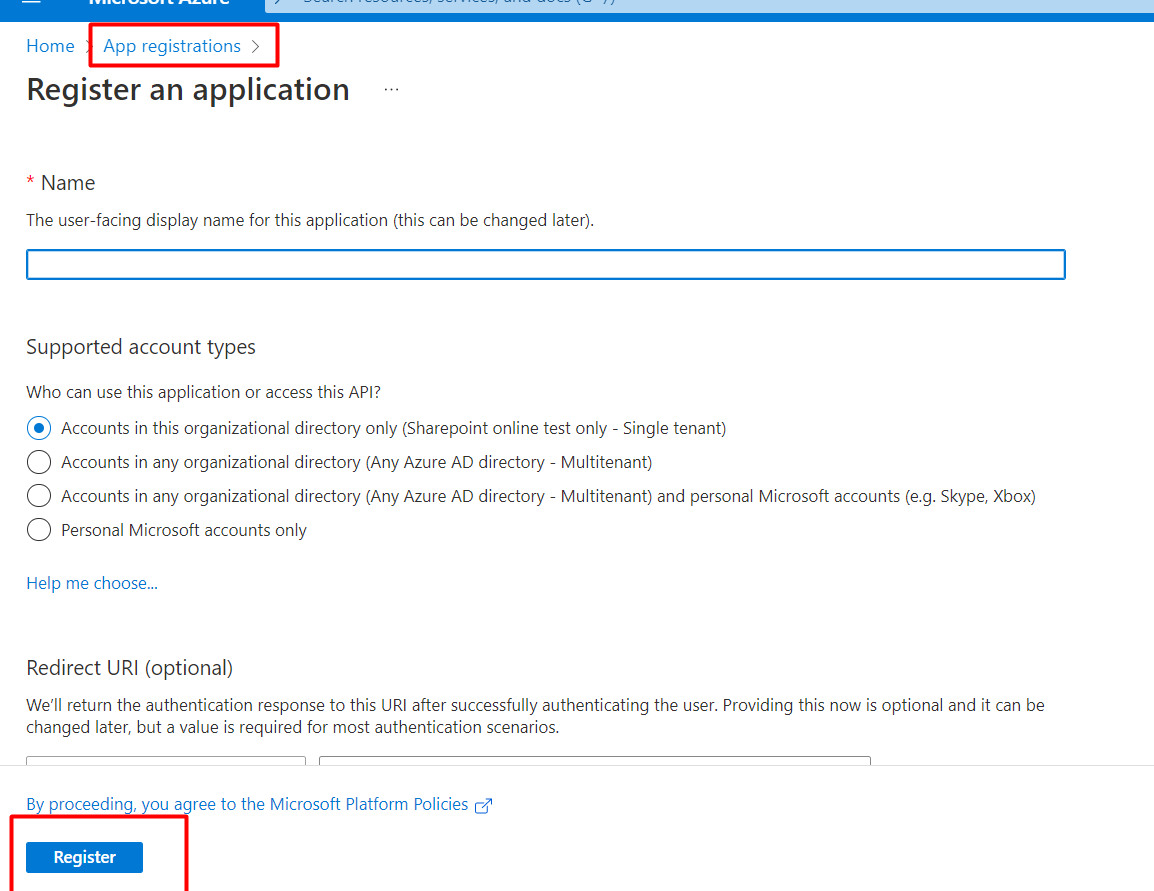 Microsoft Azure
Search resources, services, and docs (G+/)
Home > App registrations >
Register an application ...
* Name
The user-facing display name for this application (this can be changed later).
Supported account types
Who can use this application or access this API?
Accounts in this organizational directory only (Sharepoint online test only - Single tenant)
Accounts in any organizational directory (Any Azure AD directory - Multitenant)
Accounts in any organizational directory (Any Azure AD directory - Multitenant) and personal Microsoft accounts (e.g. Skype, Xbox)
Personal Microsoft accounts only
Help me choose...
Redirect URI (optional)
We'll return the authentication response to this URI after successfully authenticating the user. Providing this now is optional and it can be
changed later, but a value is required for most authentication scenarios.
By proceeding, you agree to the Microsoft Platform Policies
Register